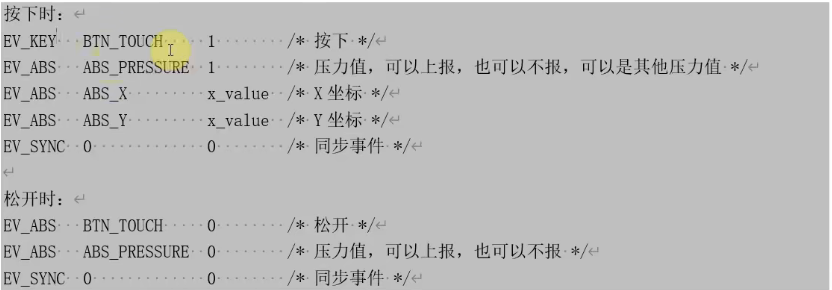 按下时：
EV_KEY BTN_TOUCH 1 /* 按下 */
EV_ABS ABS_PRESSURE 1 /* 压力值，可以上报，也可以不报，可以是其他压力值 */
EV_ABS ABS_X x_value /* X 坐标 */
EV_ABS ABS_Y x_value /* Y 坐标 */
EV_SYNC 0 0 /* 同步事件 */
松开时：
EV_ABS BTN_TOUCH 0 /* 松开 */
EV_ABS ABS_PRESSURE 0 /* 压力值，可以上报，也可以不报 */
EV_SYNC 0 0 /* 同步事件 */